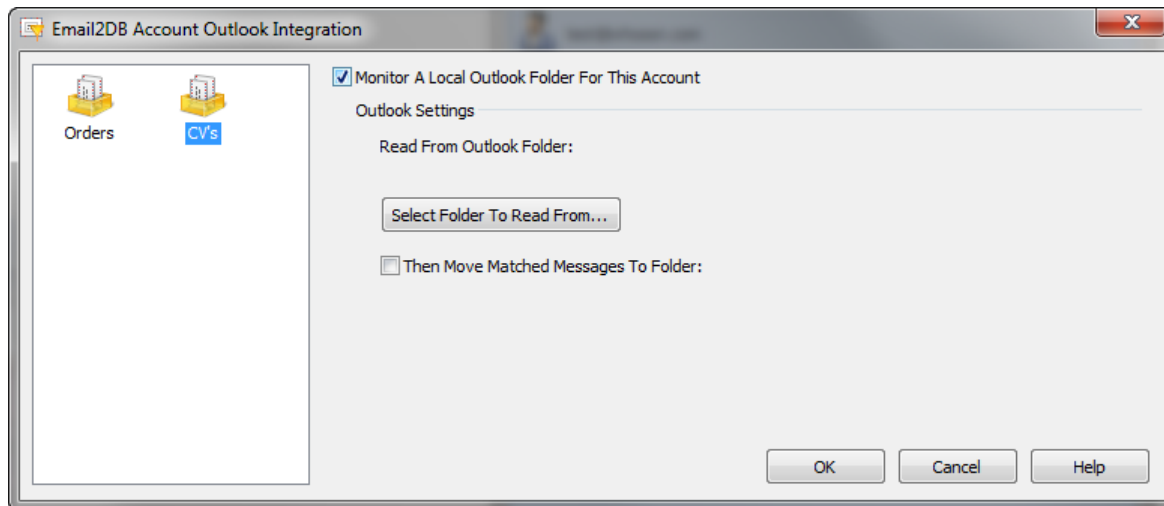 Email2DB Account Outlook Integration
Orders
CV's
Monitor A Local Outlook Folder For This Account
Outlook Settings
Read From Outlook Folder:
Select Folder To Read From...
Then Move Matched Messages To Folder:
OK
Cancel
Help